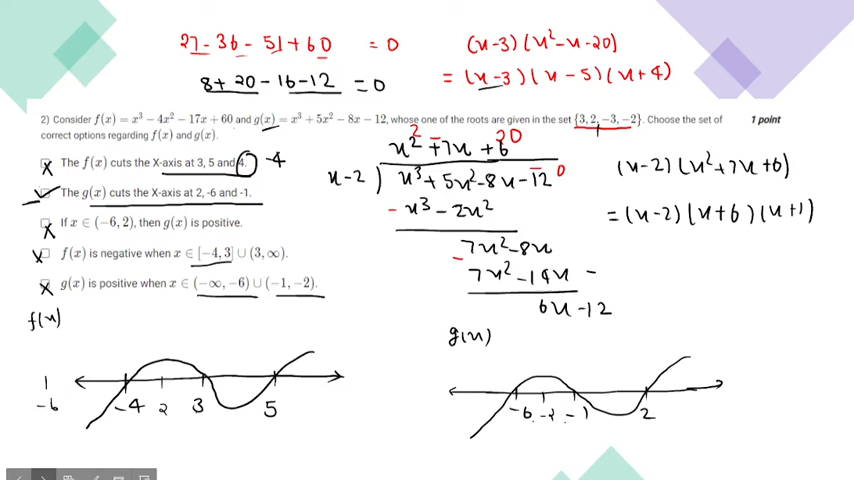 27 - 36 - 51 + 60 = 0
(x-3)(x²-x-20)
8 + 20 - 16 - 12 = 0
= (x-3)(x-5)(x+4)
2) Consider f(x) = x³ − 4x² − 17x + 60 and g(x) = x³ + 5x² − 8x − 12, whose one of the roots are given in the set {3, 2, −3, −2}. Choose the set of
1 point
correct options regarding f(x) and g(x).
The f(x) cuts the X-axis at 3, 5 and 4. -4
The g(x) cuts the X-axis at 2, -6 and -1.
If x ∈ (−6, 2), then g(x) is positive.
f(x) is negative when x ∈ [−4, 3] ∪ (3, ∞).
g(x) is positive when x ∈ (−∞, −6) ∪ (−1, −2).
x² + 7x + 6
x-2 ) x³ + 5x² - 8x - 12
- x³ - 2x²
7x² - 8x
- 7x² - 14x
6x - 12
(x-2)(x²+7x+6)
= (x-2)(x+6)(x+1)
f(x)
1
-6
-4 2 3 5
g(x)
-6 -2 -1 2